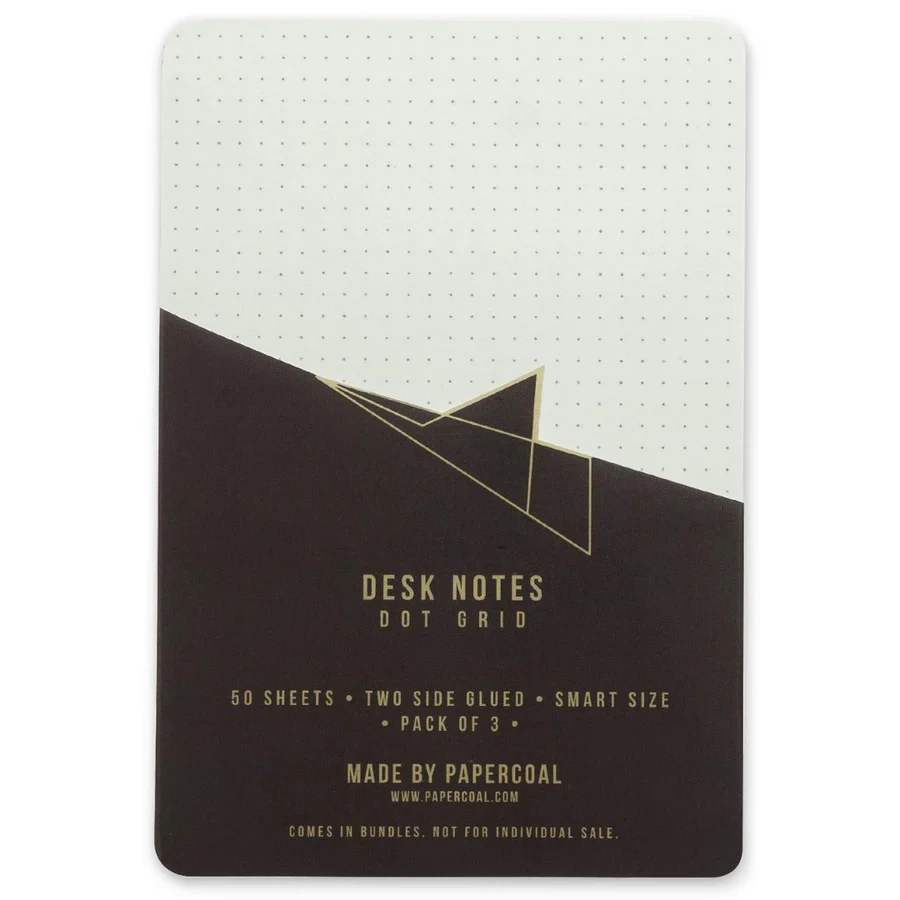 DESK NOTES
DOT GRID
50 SHEETS • TWO SIDE GLUED • SMART SIZE
• PACK OF 3 •
MADE BY PAPERCOAL
WWW.PAPERCOAL.COM
COMES IN BUNDLES. NOT FOR INDIVIDUAL SALE.